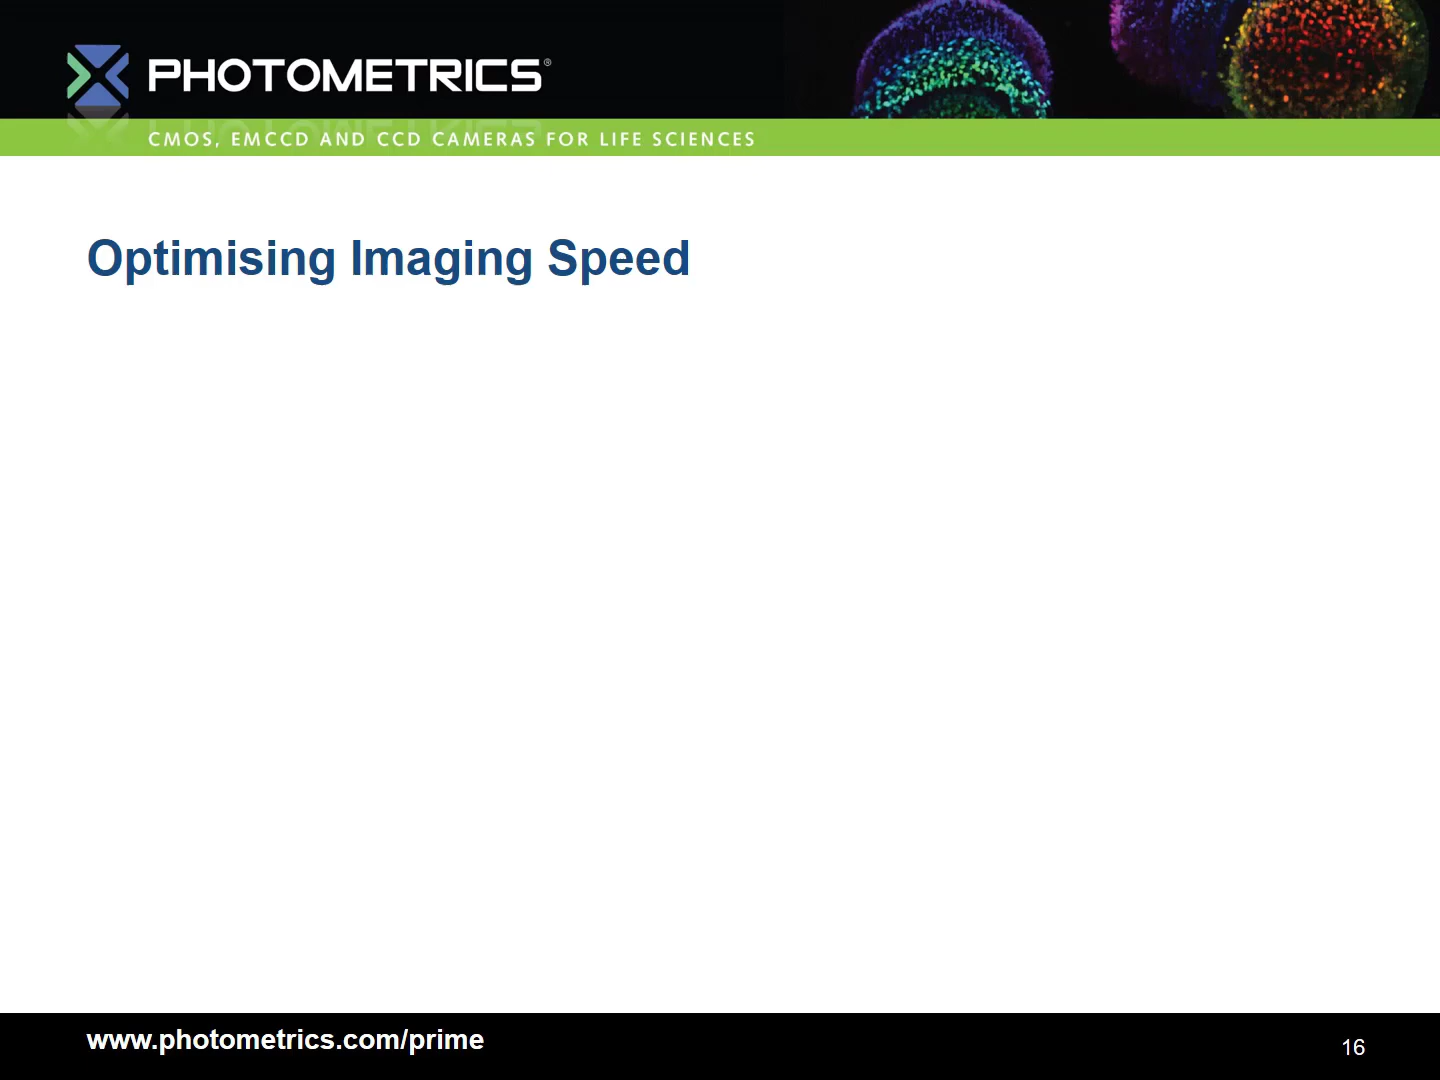 PHOTOMETRICS®
CMOS, EMCCD AND CCD CAMERAS FOR LIFE SCIENCES
Optimising Imaging Speed
www.photometrics.com/prime
16